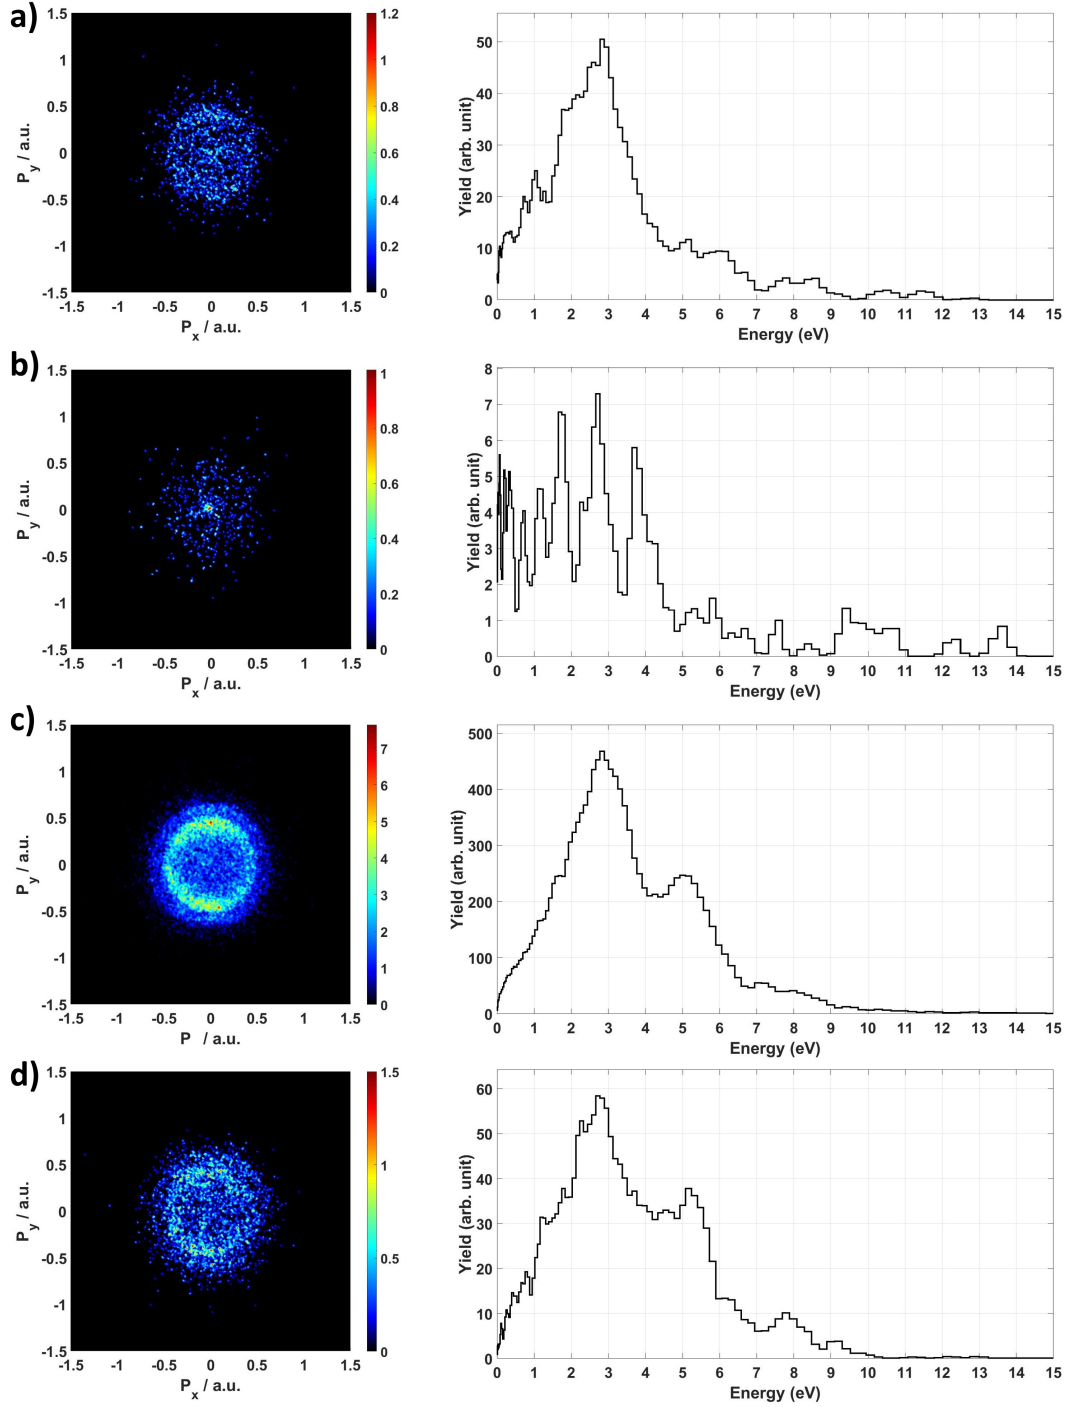 a)
1.5
1
0.5
0
-0.5
-1
-1.5
P_y / a.u.
-1.5 -1 -0.5 0 0.5 1 1.5
P_x / a.u.
1.2
1
0.8
0.6
0.4
0.2
0
Yield (arb. unit)
50
40
30
20
10
0
0 1 2 3 4 5 6 7 8 9 10 11 12 13 14 15
Energy (eV)
b)
1.5
1
0.5
0
-0.5
-1
-1.5
P_y / a.u.
-1.5 -1 -0.5 0 0.5 1 1.5
P_x / a.u.
1
0.8
0.6
0.4
0.2
0
Yield (arb. unit)
8
7
6
5
4
3
2
1
0
0 1 2 3 4 5 6 7 8 9 10 11 12 13 14 15
Energy (eV)
c)
1.5
1
0.5
0
-0.5
-1
-1.5
P_y / a.u.
-1.5 -1 -0.5 0 0.5 1 1.5
P / a.u.
7
6
5
4
3
2
1
0
Yield (arb. unit)
500
400
300
200
100
0
0 1 2 3 4 5 6 7 8 9 10 11 12 13 14 15
Energy (eV)
d)
1.5
1
0.5
0
-0.5
-1
-1.5
P_y / a.u.
-1.5 -1 -0.5 0 0.5 1 1.5
P_x / a.u.
1.5
1
0.5
0
Yield (arb. unit)
60
50
40
30
20
10
0
0 1 2 3 4 5 6 7 8 9 10 11 12 13 14 15
Energy (eV)